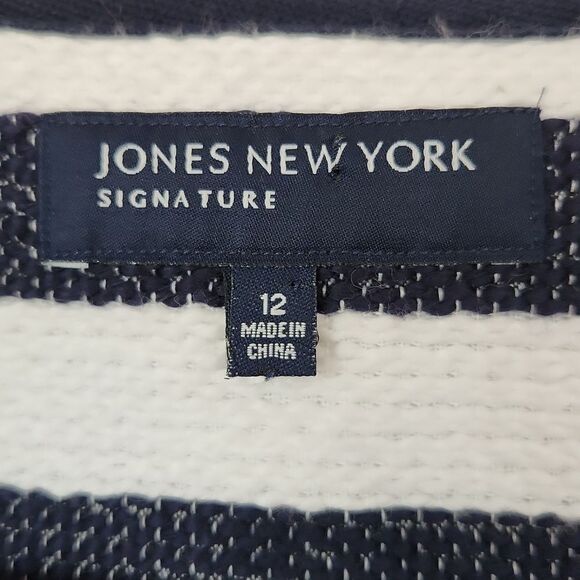 JONES NEW YORK
SIGNATURE
12
MADE IN
CHINA